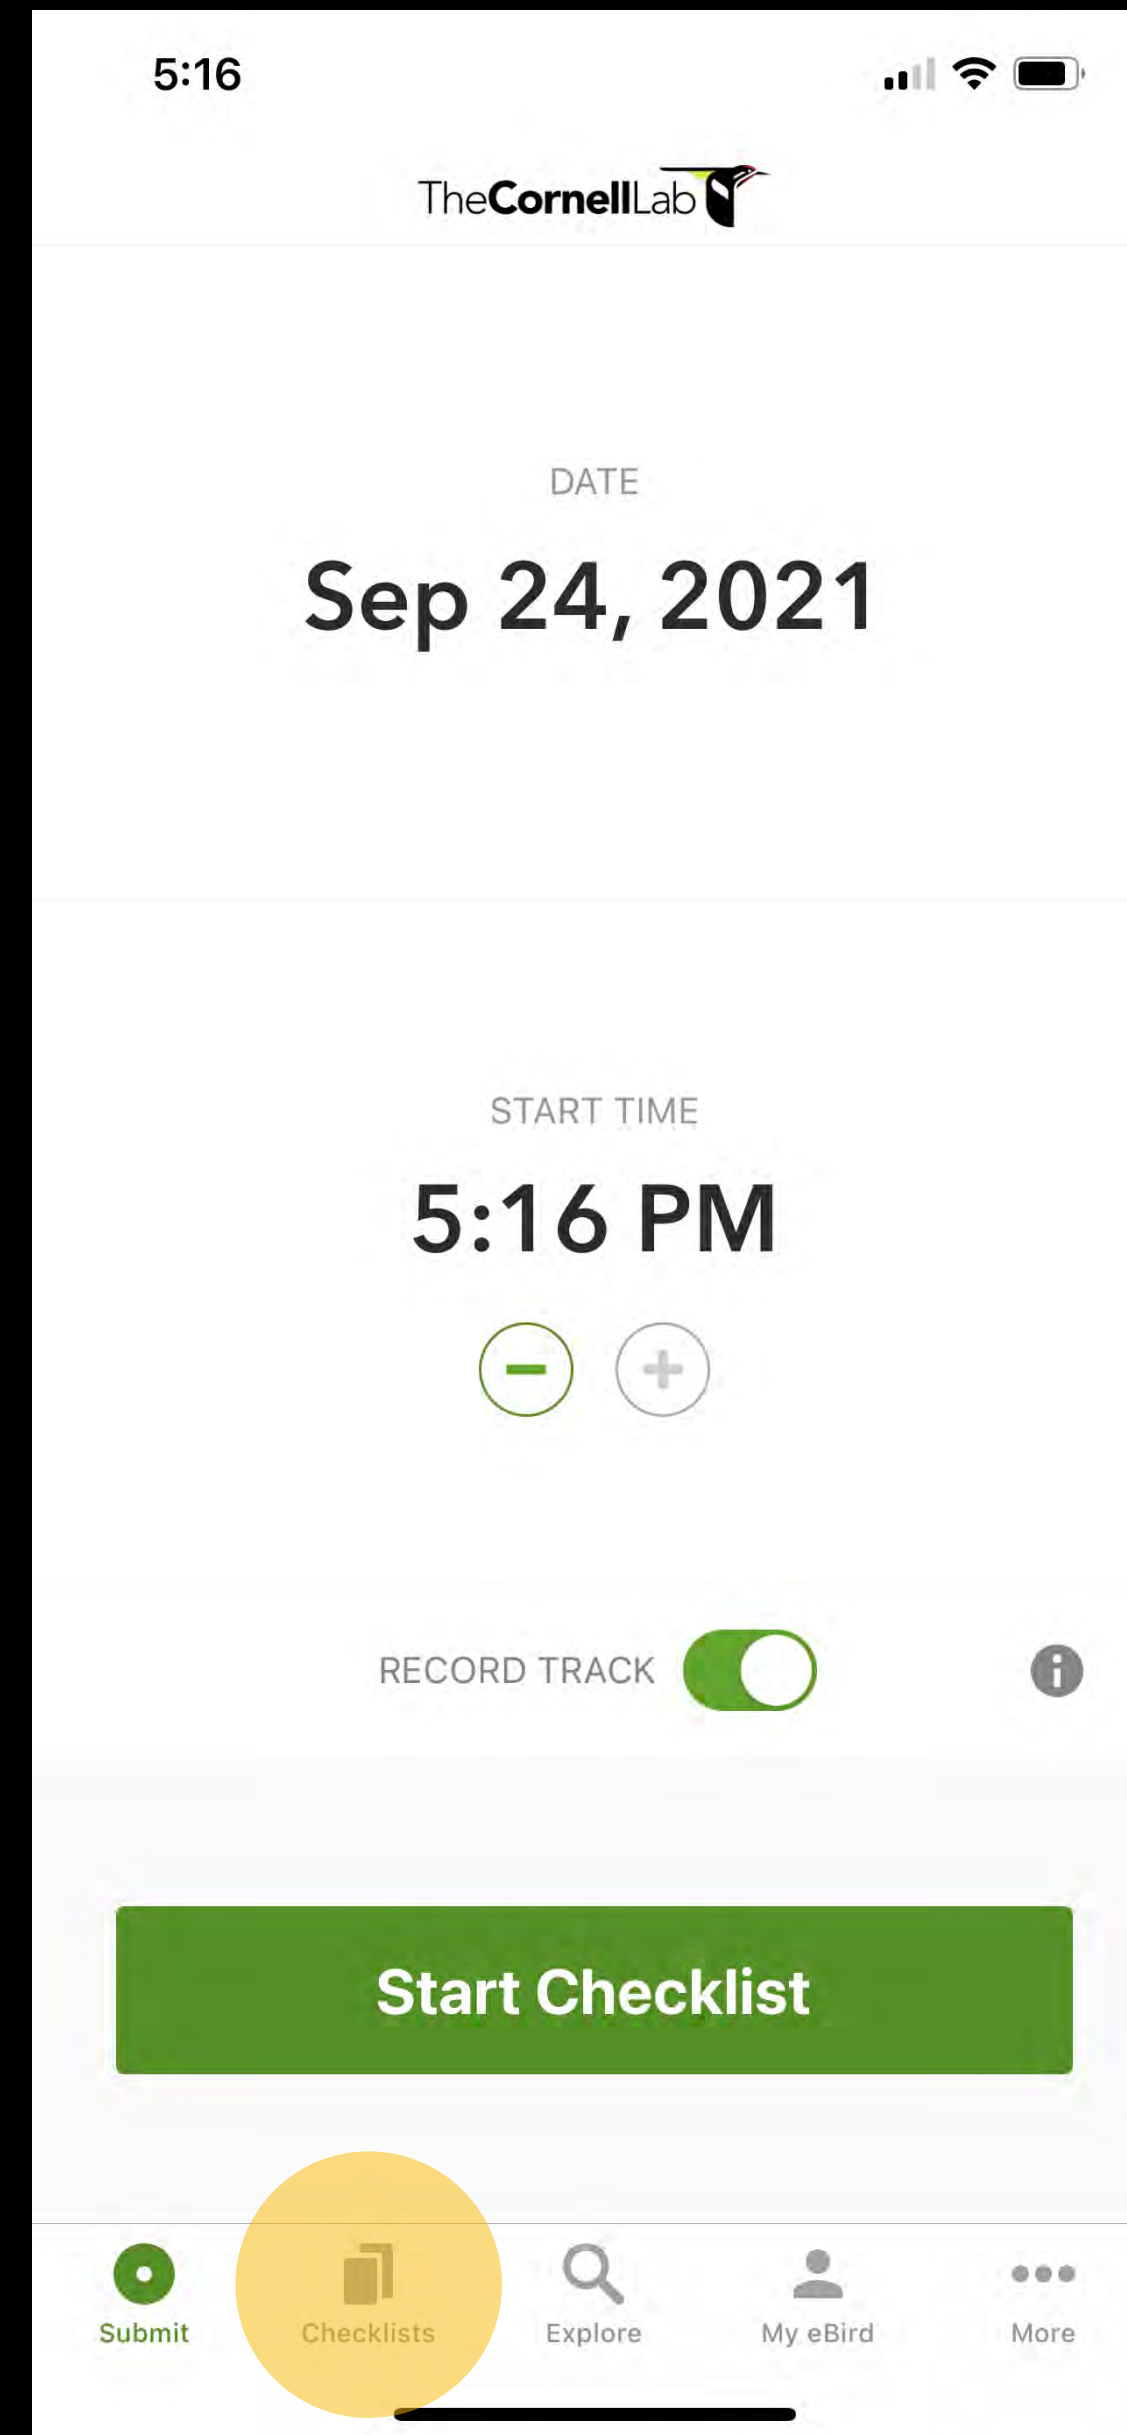 5:16
TheCornellLab
DATE
Sep 24, 2021
START TIME
5:16 PM
RECORD TRACK
Start Checklist
Submit
Checklists
Explore
My eBird
More